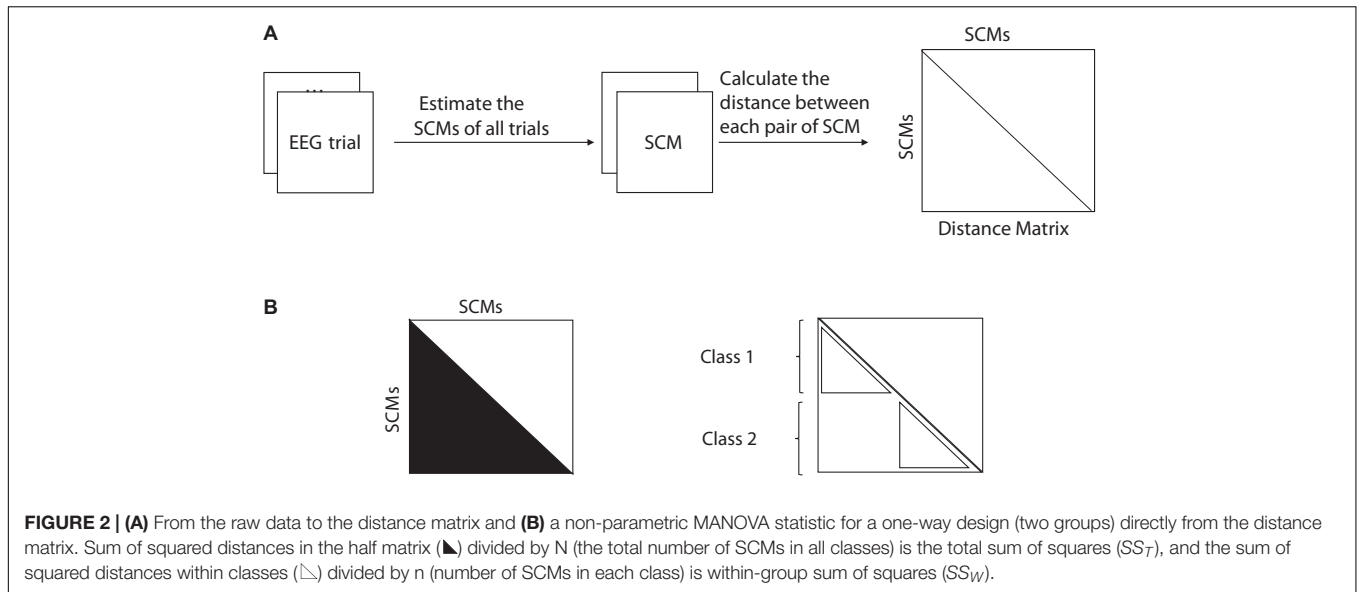 A
SCMs
...
EEG trial
Estimate the
SCMs of all trials
SCM
Calculate the
distance between
each pair of SCM
SCMs
Distance Matrix
B
SCMs
SCMs
Class 1
Class 2
FIGURE 2 | (A) From the raw data to the distance matrix and (B) a non-parametric MANOVA statistic for a one-way design (two groups) directly from the distance
matrix. Sum of squared distances in the half matrix (◣) divided by N (the total number of SCMs in all classes) is the total sum of squares (SS_T), and the sum of
squared distances within classes (◺) divided by n (number of SCMs in each class) is within-group sum of squares (SS_W).